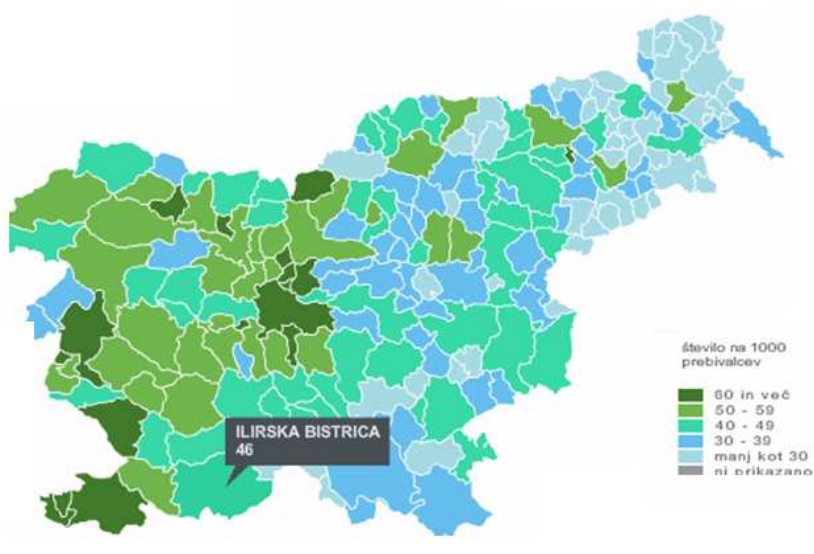 ILIRSKA BISTRICA
46
število na 1000
prebivalcev
60 in več
50 - 59
40 - 49
30 - 39
manj kot 30
ni prikazano